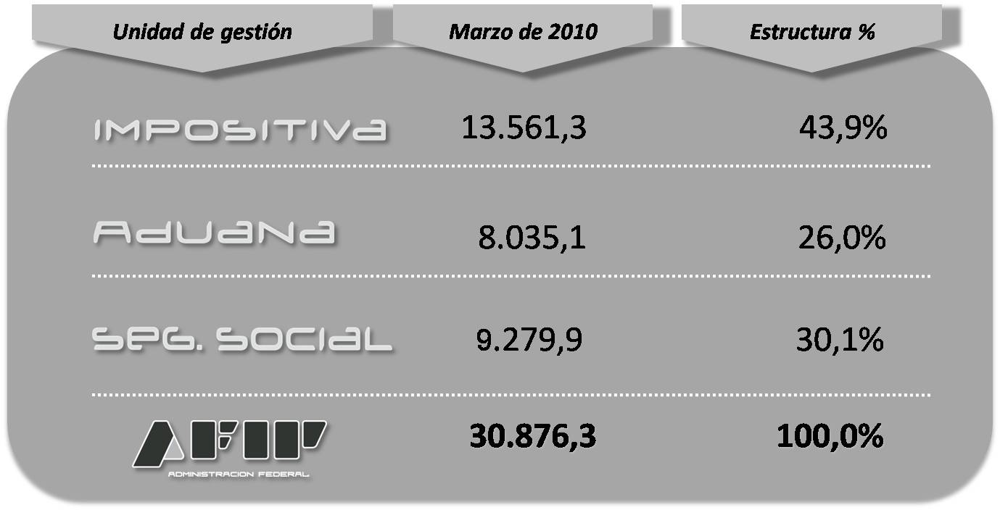 Unidad de gestión Marzo de 2010 Estructura %
IMPOSITIVA 13.561,3 43,9%
ADUANA 8.035,1 26,0%
SEG. SOCIAL 9.279,9 30,1%
AFIP 30.876,3 100,0%
ADMINISTRACION FEDERAL